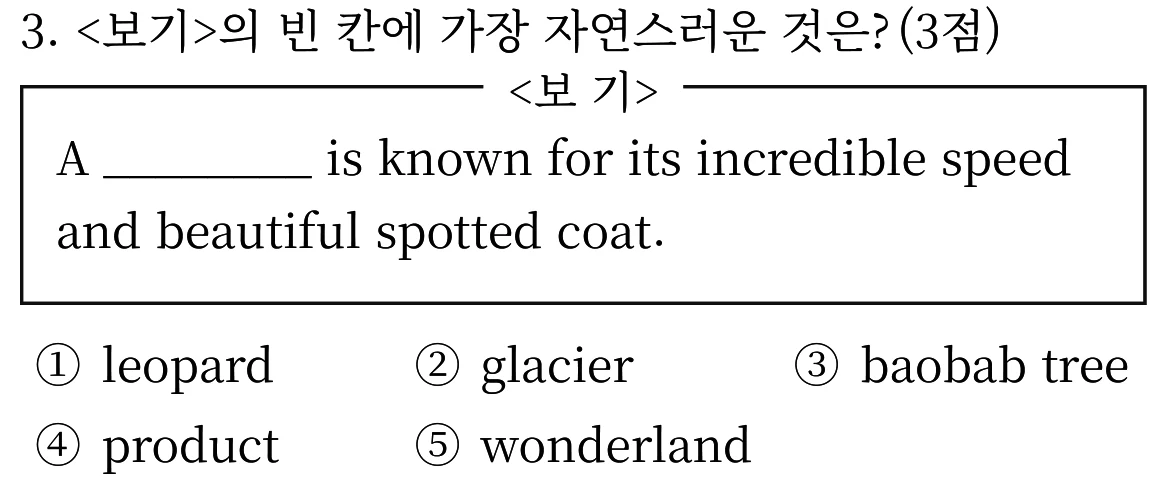 3. <보기>의 빈 칸에 가장 자연스러운 것은?(3점)
<보 기>
A ________ is known for its incredible speed
and beautiful spotted coat.
① leopard ② glacier ③ baobab tree
④ product ⑤ wonderland